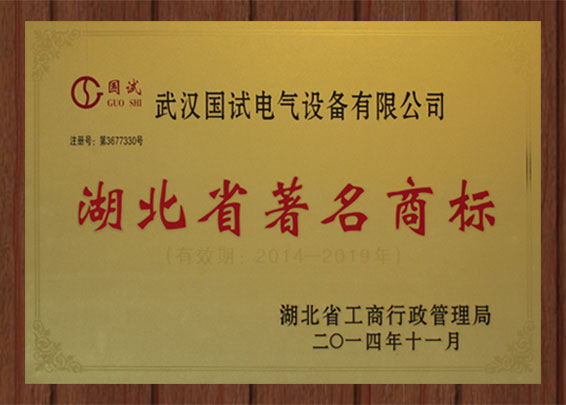 国试
GUO SHI
武汉国试电气设备有限公司
注册号：第3677330号
湖北省著名商标
(有效期：2014—2019年)
湖北省工商行政管理局
二〇一四年十一月